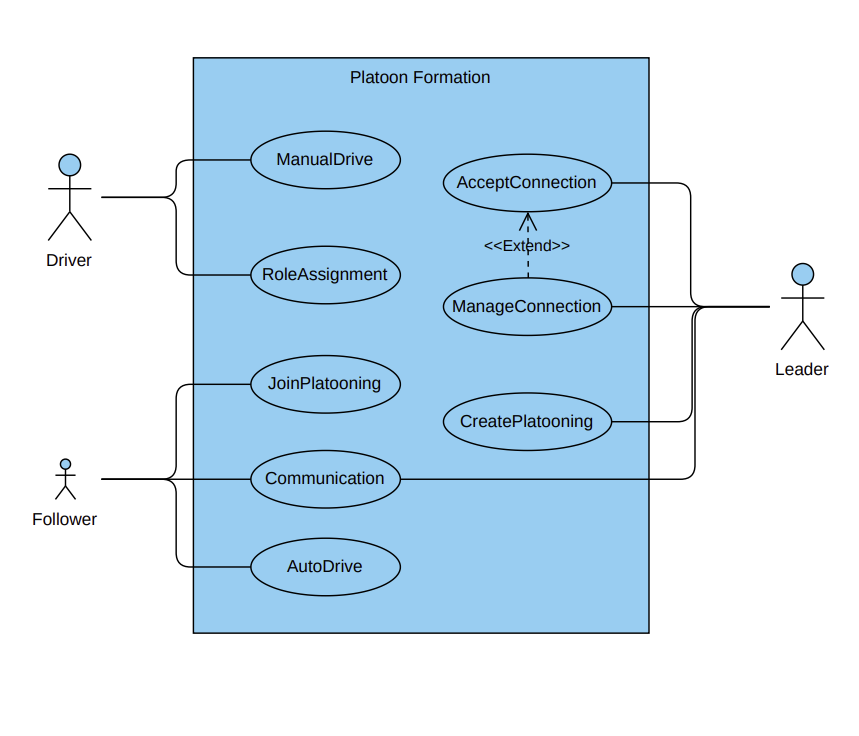 Platoon Formation
ManualDrive
AcceptConnection
Driver
<<Extend>>
RoleAssignment
ManageConnection
Leader
JoinPlatooning
CreatePlatooning
Communication
Follower
AutoDrive